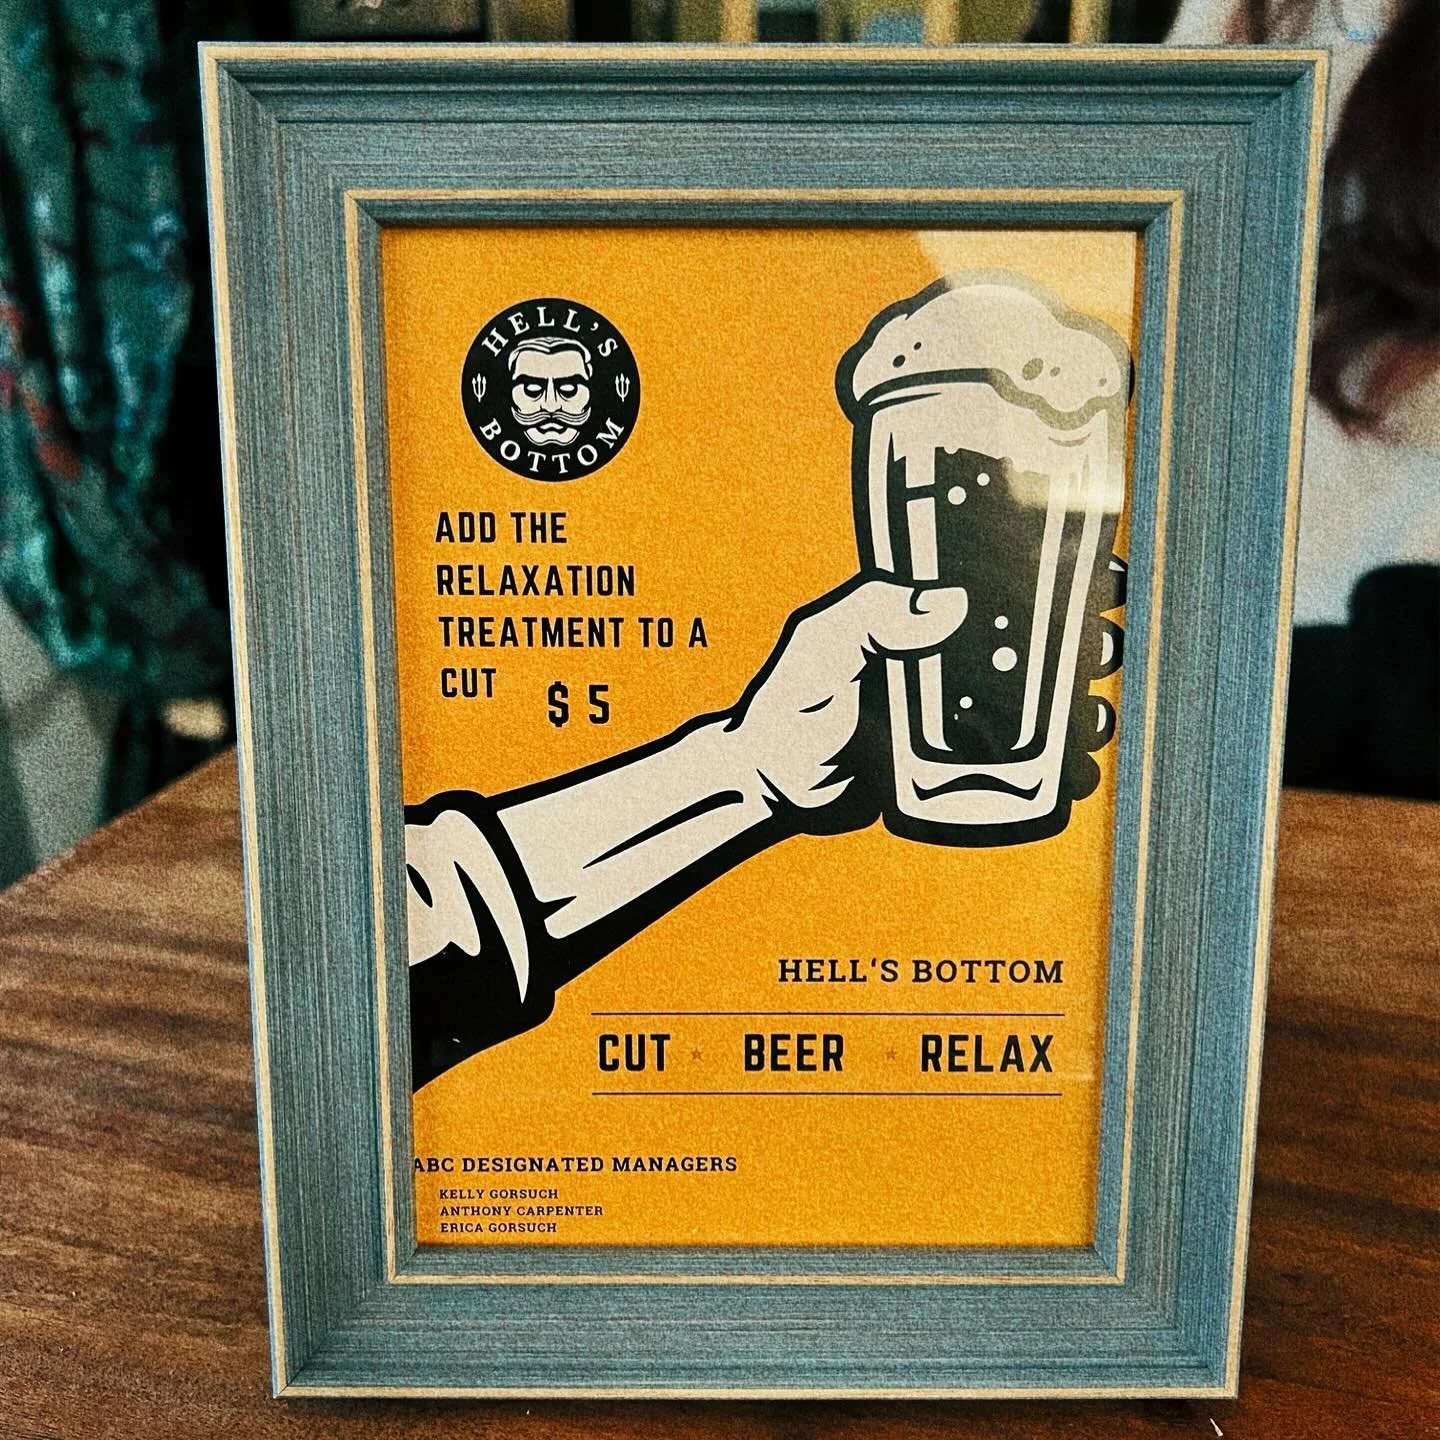 HELL'S
BOTTOM
ADD THE
RELAXATION
TREATMENT TO A
CUT $ 5
HELL'S BOTTOM
CUT ★ BEER ★ RELAX
ABC DESIGNATED MANAGERS
KELLY GORSUCH
ANTHONY CARPENTER
ERICA GORSUCH